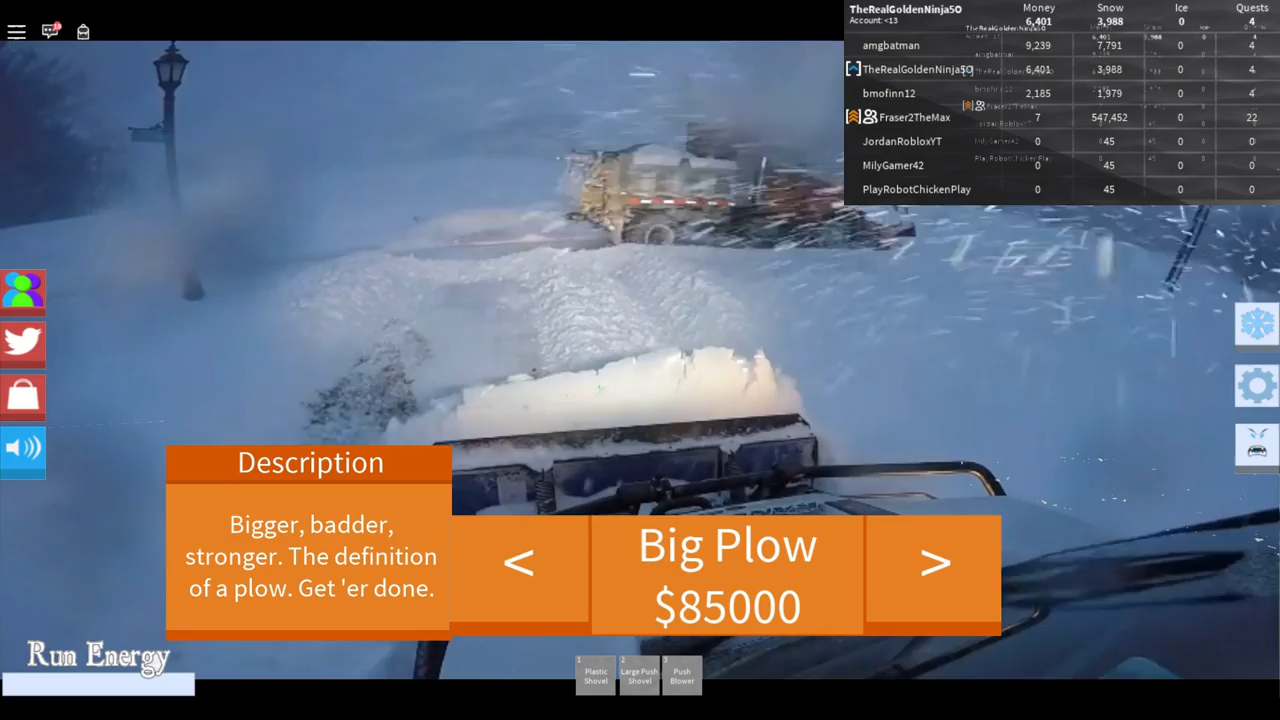 TheRealGoldenNinja5O Money Snow Ice Quests
Account: <13 6,401 3,988 0 4
amgbatman 9,239 7,791 0 4
TheRealGoldenNinja5O 6,401 3,988 0 4
bmofinn12 2,185 1,979 0 4
Fraser2TheMax 7 547,452 0 22
JordanRobloxYT 0 45 0 0
MilyGamer42 0 45 0 0
PlayRobotChickenPlay 0 45 0 0
Description
Bigger, badder,
stronger. The definition
of a plow. Get 'er done.
<
Big Plow
$85000
>
Run Energy
1
Plastic
Shovel
2
Large Push
Shovel
3
Push
Blower